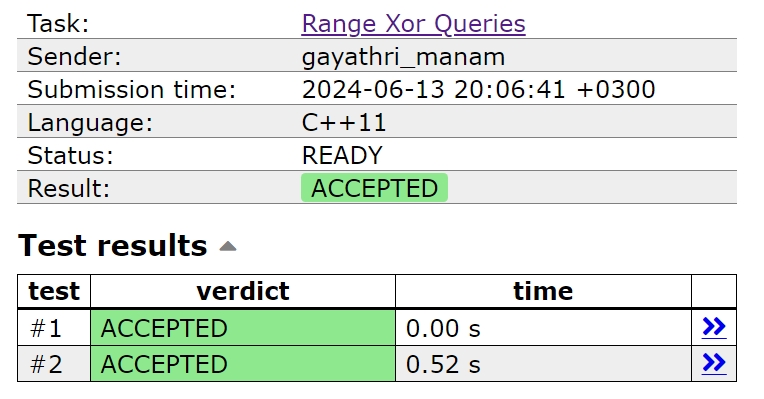 Task: Range Xor Queries
Sender: gayathri_manam
Submission time: 2024-06-13 20:06:41 +0300
Language: C++11
Status: READY
Result: ACCEPTED
Test results
test verdict time
#1 ACCEPTED 0.00 s
#2 ACCEPTED 0.52 s